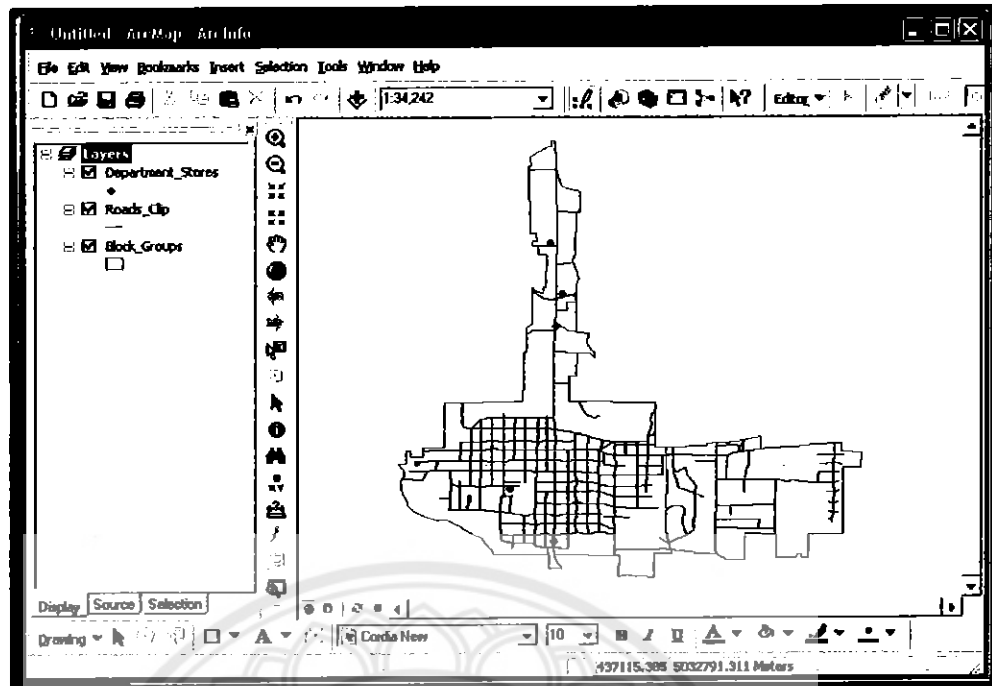 Untitled - ArcMap - ArcInfo
File Edit View Bookmarks Insert Selection Tools Window Help
1:34,242
Editor
Layers
Department_Stores
Roads_Clip
Block_Groups
Display Source Selection
Drawing
A
Cordia New
10
B I U A
437115.385 5032791.311 Meters